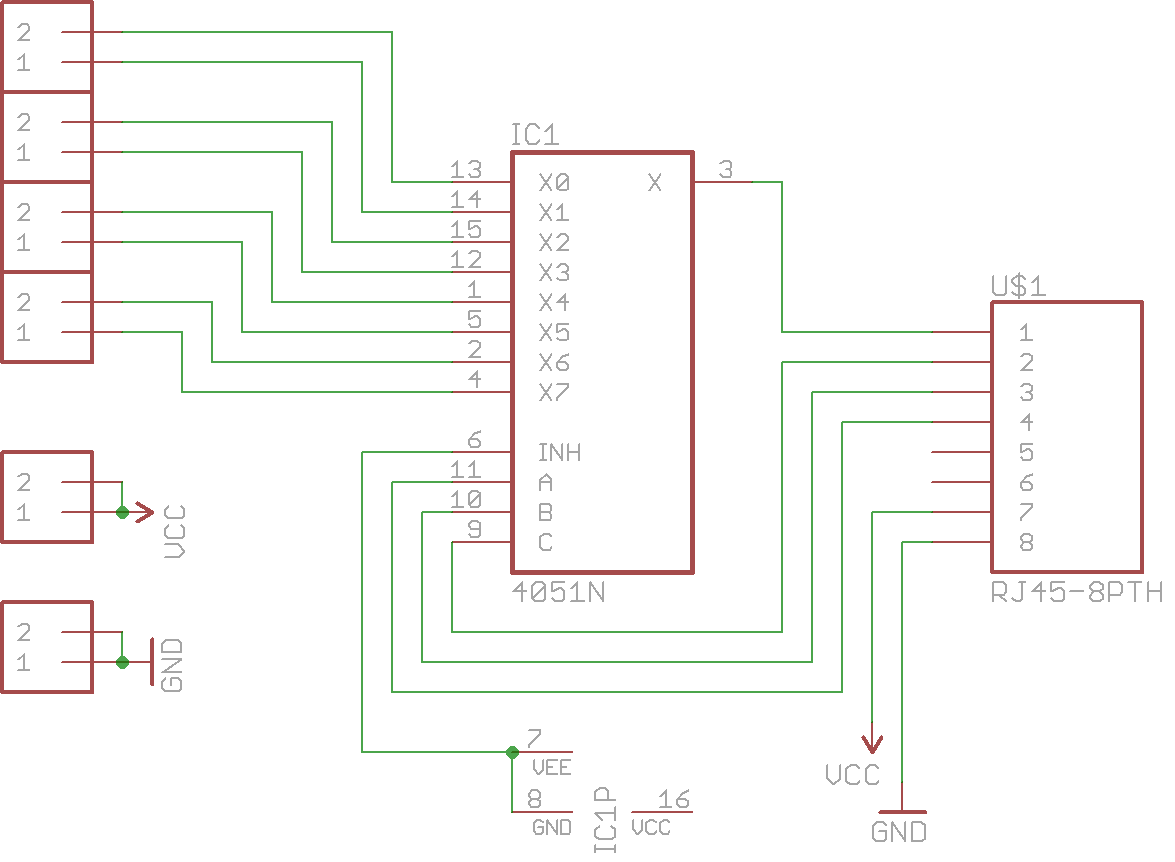 2
1
2
1
2
1
2
1
2
1
VCC
2
1
GND
IC1
13 X0 X 3
14 X1
15 X2
12 X3
1 X4
5 X5
2 X6
4 X7
6 INH
11 A
10 B
9 C
4051N
U$1
1
2
3
4
5
6
7
8
RJ45-8PTH
7
VEE
8
GND
IC1P
16
VCC
VCC
GND